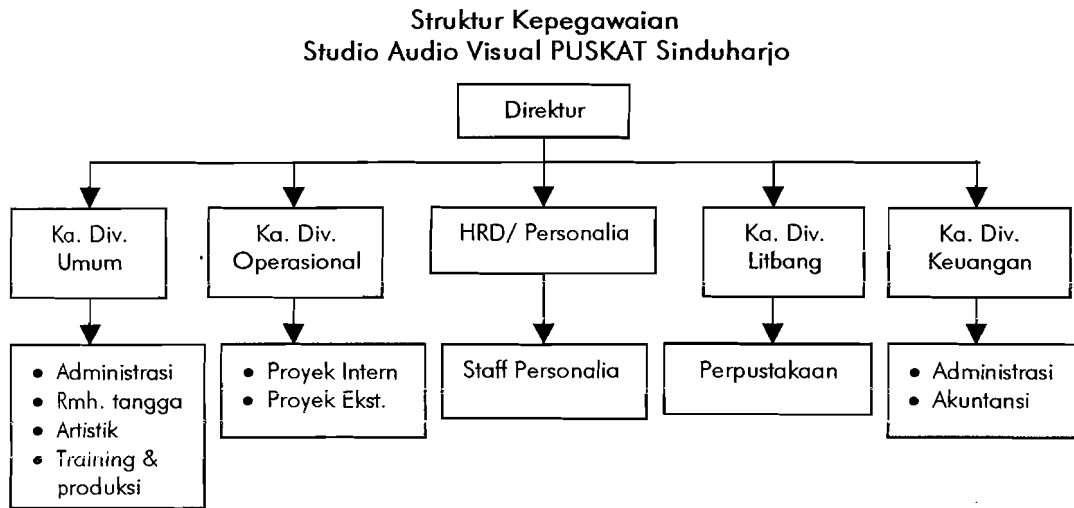 Struktur Kepegawaian
Studio Audio Visual PUSKAT Sinduharjo
Direktur
Ka. Div.
Umum
Ka. Div.
Operasional
HRD/ Personalia
Ka. Div.
Litbang
Ka. Div.
Keuangan
• Administrasi
• Rmh. tangga
• Artistik
• Training &
produksi
• Proyek Intern
• Proyek Ekst.
Staff Personalia
Perpustakaan
• Administrasi
• Akuntansi